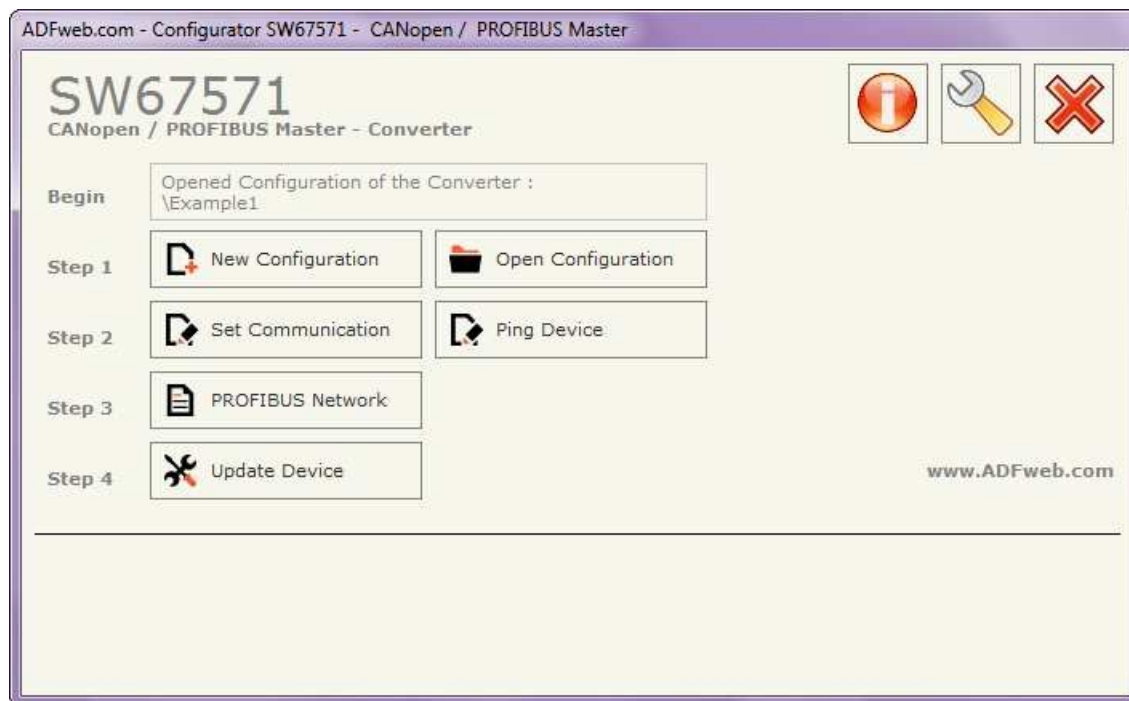 ADFweb.com - Configurator SW67571 - CANopen / PROFIBUS Master
SW67571
CANopen / PROFIBUS Master - Converter
Begin
Opened Configuration of the Converter :
\Example1
Step 1
New Configuration
Open Configuration
Step 2
Set Communication
Ping Device
Step 3
PROFIBUS Network
Step 4
Update Device
www.ADFweb.com